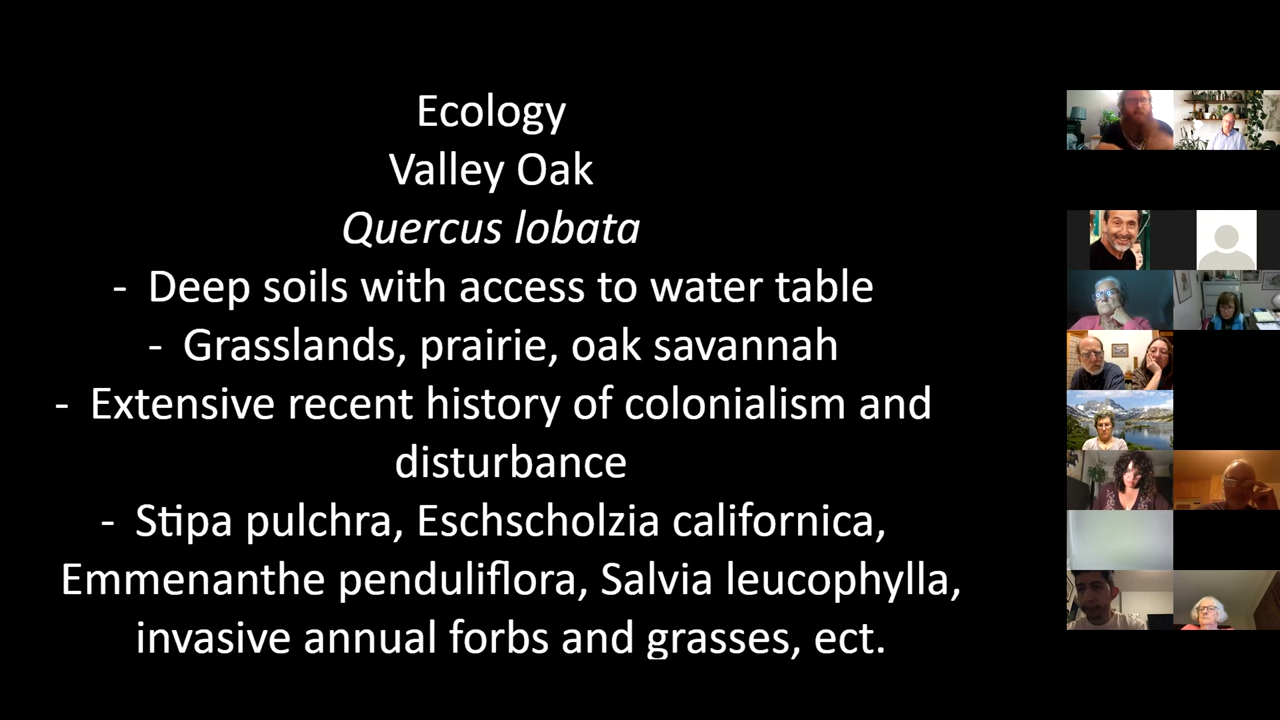 Ecology
Valley Oak
Quercus lobata
- Deep soils with access to water table
- Grasslands, prairie, oak savannah
- Extensive recent history of colonialism and
disturbance
- Stipa pulchra, Eschscholzia californica,
Emmenanthe penduliflora, Salvia leucophylla,
invasive annual forbs and grasses, ect.